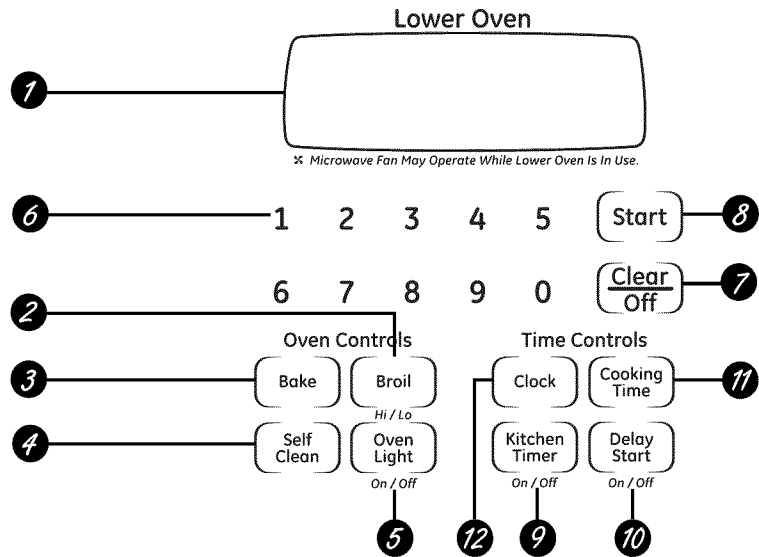 Lower Oven
1
✕ Microwave Fan May Operate While Lower Oven Is In Use.
6 1 2 3 4 5 Start 8
6 7 8 9 0 Clear
Off 7
2
Oven Controls Time Controls
3 Bake Broil Clock Cooking
Time 11
Hi / Lo
4 Self
Clean Oven
Light Kitchen
Timer Delay
Start
On / Off On / Off On / Off
5 12 9 10